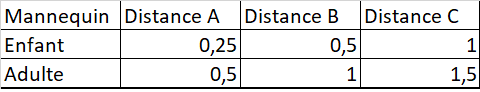 Mannequin Distance A Distance B Distance C
Enfant 0,25 0,5 1
Adulte 0,5 1 1,5